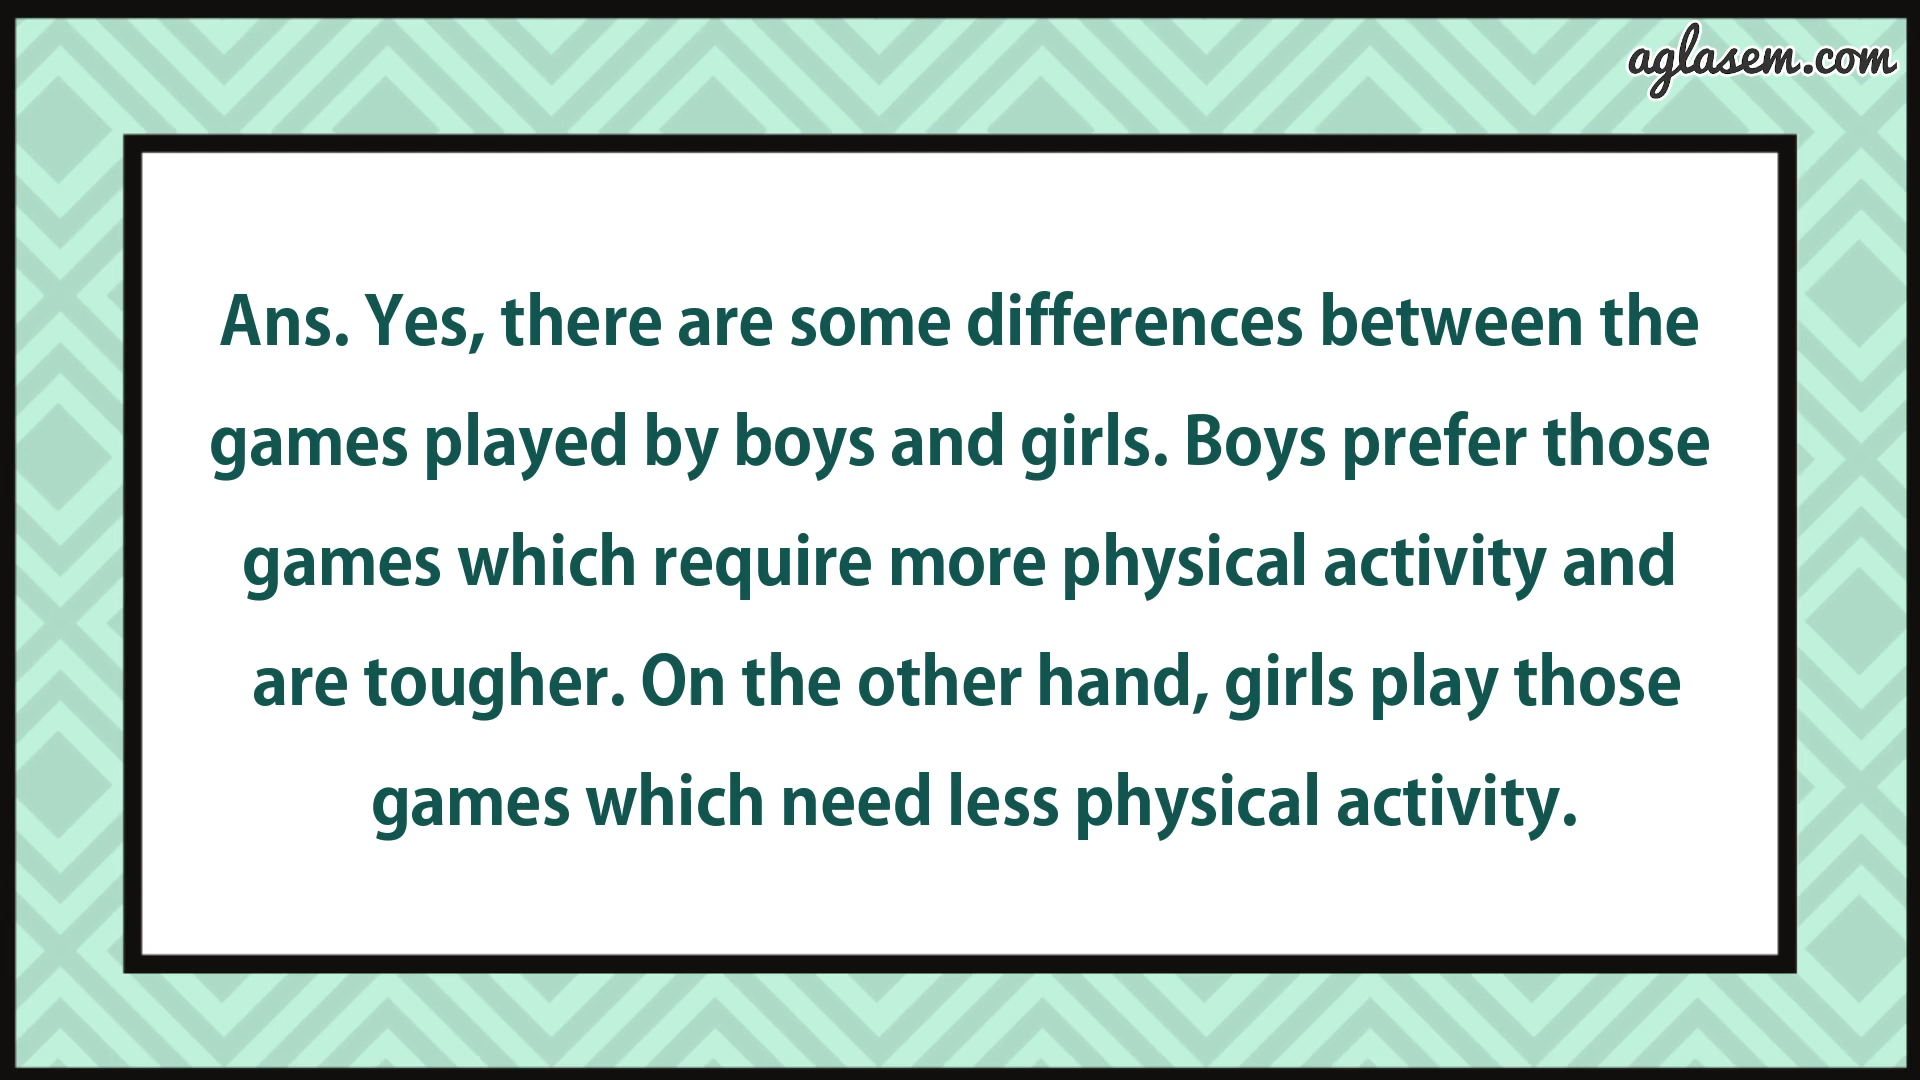 aglasem.com
Ans. Yes, there are some differences between the
games played by boys and girls. Boys prefer those
games which require more physical activity and
are tougher. On the other hand, girls play those
games which need less physical activity.